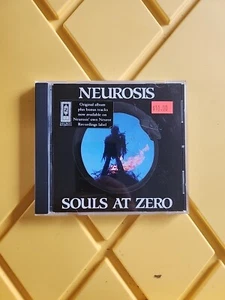 NEUROSIS
Original album
plus bonus tracks
now available on
Neurosis' own Neurot
Recordings label
SOULS AT ZERO